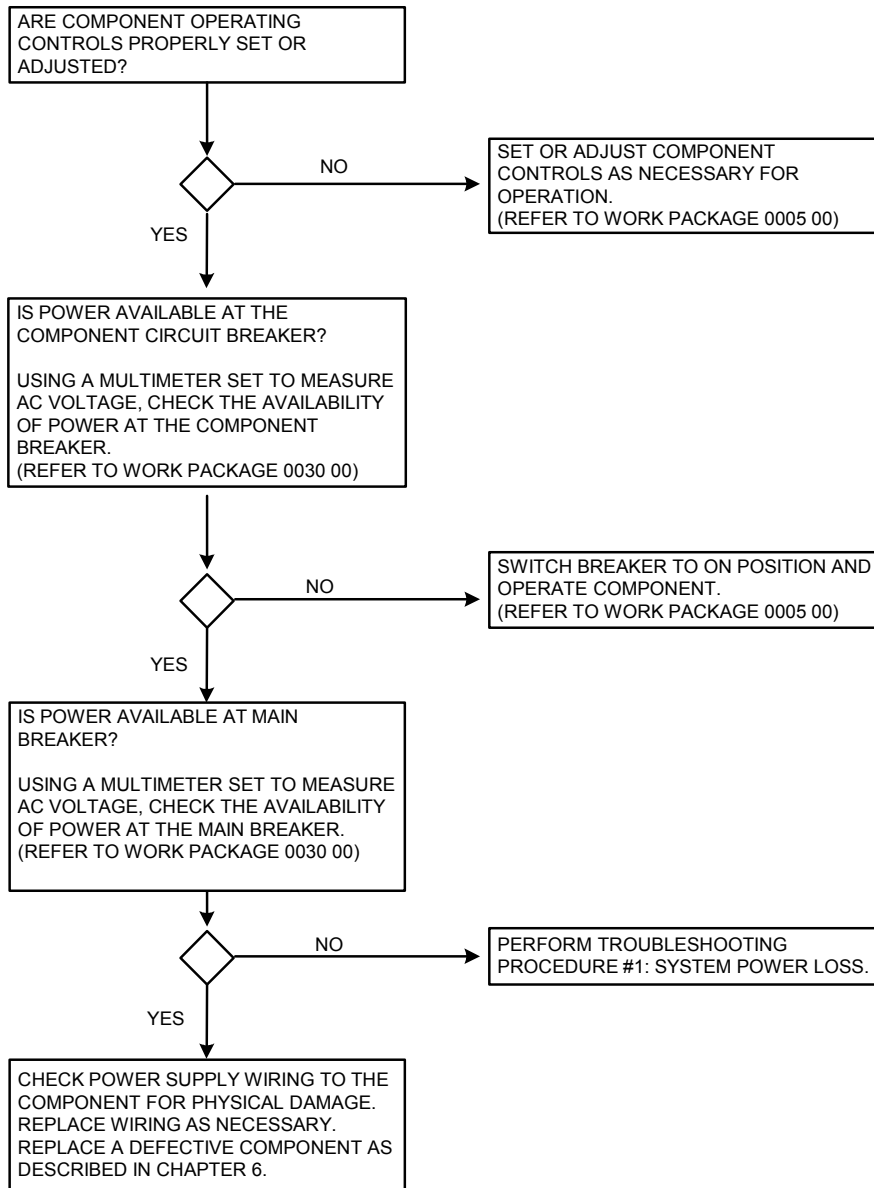 ARE COMPONENT OPERATING
CONTROLS PROPERLY SET OR
ADJUSTED?
NO
SET OR ADJUST COMPONENT
CONTROLS AS NECESSARY FOR
OPERATION.
(REFER TO WORK PACKAGE 0005 00)
YES
IS POWER AVAILABLE AT THE
COMPONENT CIRCUIT BREAKER?
USING A MULTIMETER SET TO MEASURE
AC VOLTAGE, CHECK THE AVAILABILITY
OF POWER AT THE COMPONENT
BREAKER.
(REFER TO WORK PACKAGE 0030 00)
NO
SWITCH BREAKER TO ON POSITION AND
OPERATE COMPONENT.
(REFER TO WORK PACKAGE 0005 00)
YES
IS POWER AVAILABLE AT MAIN
BREAKER?
USING A MULTIMETER SET TO MEASURE
AC VOLTAGE, CHECK THE AVAILABILITY
OF POWER AT THE MAIN BREAKER.
(REFER TO WORK PACKAGE 0030 00)
NO
PERFORM TROUBLESHOOTING
PROCEDURE #1: SYSTEM POWER LOSS.
YES
CHECK POWER SUPPLY WIRING TO THE
COMPONENT FOR PHYSICAL DAMAGE.
REPLACE WIRING AS NECESSARY.
REPLACE A DEFECTIVE COMPONENT AS
DESCRIBED IN CHAPTER 6.